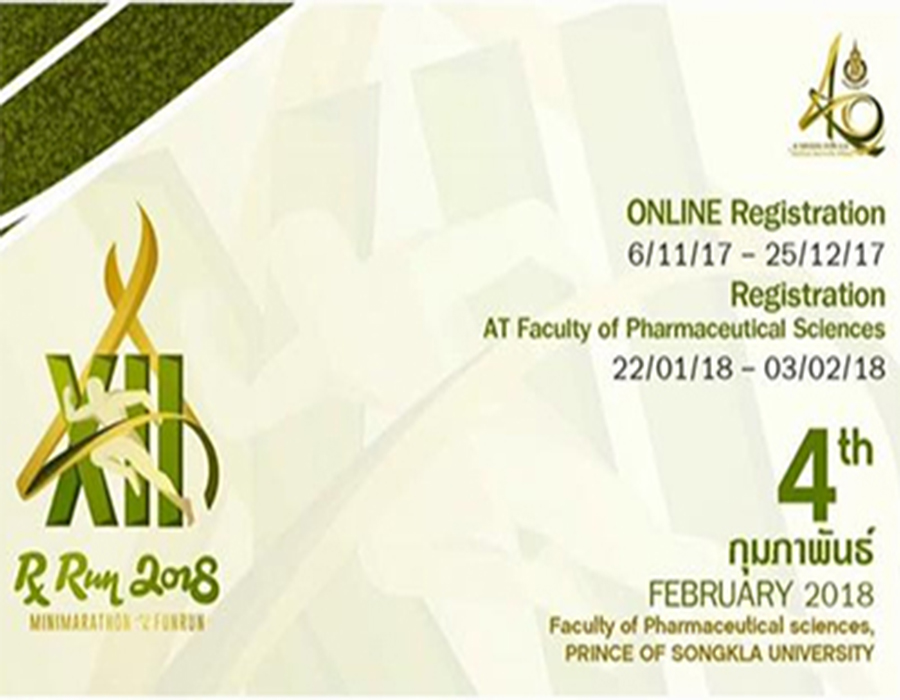 40
ONLINE Registration
6/11/17 – 25/12/17
Registration
AT Faculty of Pharmaceutical Sciences
22/01/18 – 03/02/18
XII
Rx Run 2018
MINIMARATHON FUNRUN
4th
กุมภาพันธ์
FEBRUARY 2018
Faculty of Pharmaceutical sciences,
PRINCE OF SONGKLA UNIVERSITY